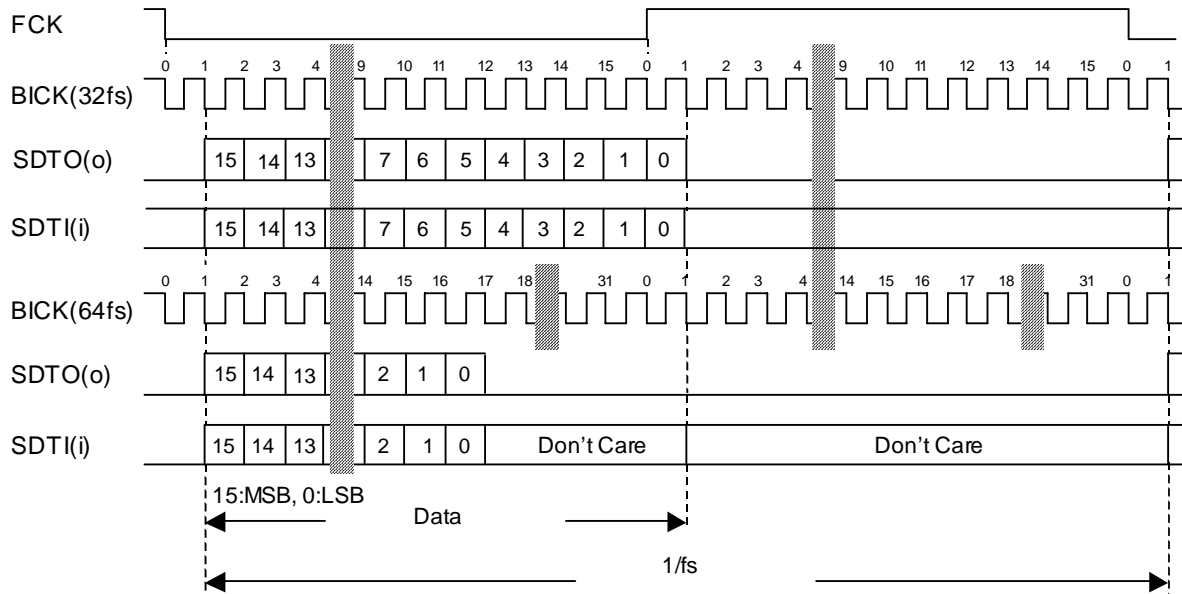 FCK
0 1 2 3 4 9 10 11 12 13 14 15 0 1 2 3 4 9 10 11 12 13 14 15 0 1
BICK(32fs)
SDTO(o) 15 14 13 7 6 5 4 3 2 1 0
SDTI(i) 15 14 13 7 6 5 4 3 2 1 0
0 1 2 3 4 14 15 16 17 18 31 0 1 2 3 4 14 15 16 17 18 31 0 1
BICK(64fs)
SDTO(o) 15 14 13 2 1 0
SDTI(i) 15 14 13 2 1 0 Don't Care Don't Care
15:MSB, 0:LSB
Data
1/fs